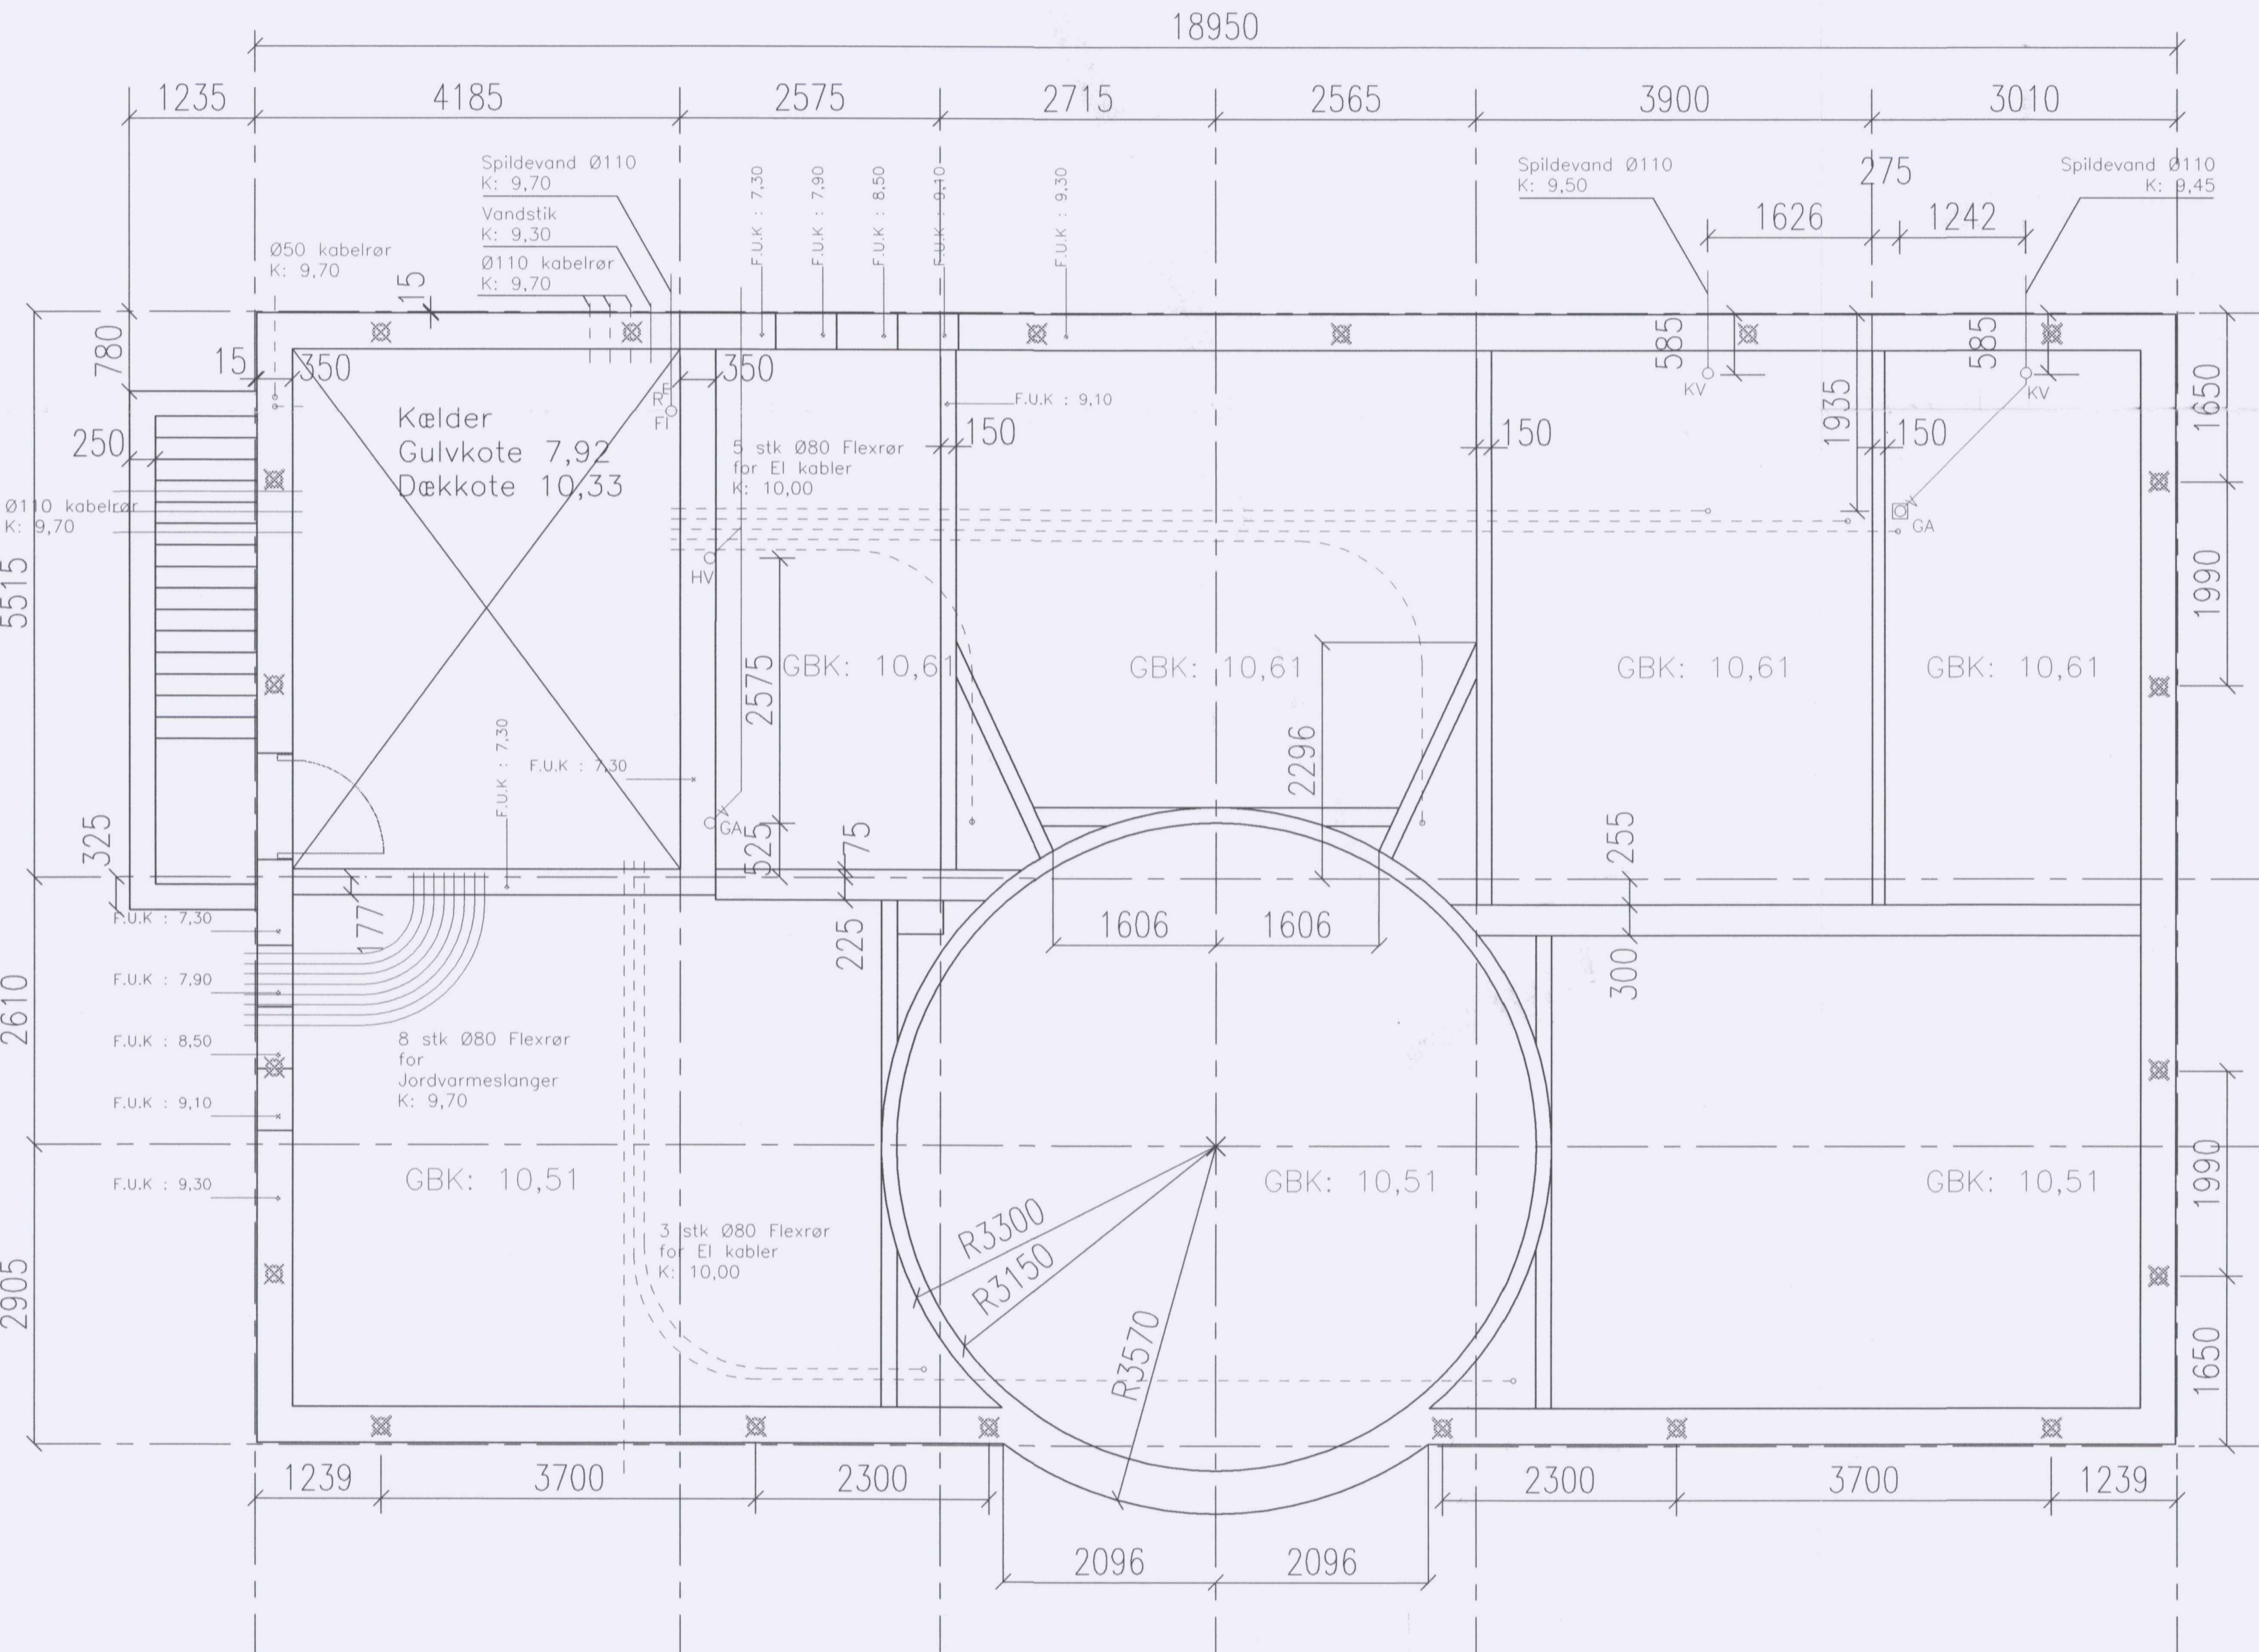 18950
1235
4185
2575
2715
2565
3900
3010
Spildevand Ø110
K: 9,70
Vandstik
K: 9,30
Ø110 kabelrør
K: 9,70
Ø50 kabelrør
K: 9,70
F.U.K : 7,30
F.U.K : 7,90
F.U.K : 8,50
F.U.K : 9,10
F.U.K : 9,30
Spildevand Ø110
K: 9,50
275
Spildevand Ø110
K: 9,45
1626
1242
15
780
15
350
350
585
585
KV
KV
1935
1650
Kælder
Gulvkote 7,92
Dækkote 10,33
R
F
FI
F.U.K : 9,10
250
150
150
150
5 stk Ø80 Flexrør
for El kabler
K: 10,00
Ø110 kabelrør
K: 9,70
GA
HV
5515
1990
2575
GBK: 10,61
GBK: 10,61
GBK: 10,61
GBK: 10,61
F.U.K : 7,30
F.U.K : 7,30
2296
GA
525
75
325
255
F.U.K : 7,30
177
225
1606
1606
300
F.U.K : 7,90
2610
F.U.K : 8,50
8 stk Ø80 Flexrør
for
Jordvarmeslanger
K: 9,70
F.U.K : 9,10
F.U.K : 9,30
GBK: 10,51
GBK: 10,51
GBK: 10,51
1990
3 stk Ø80 Flexrør
for El kabler
K: 10,00
R3300
R3150
R3570
2905
1650
1239
3700
2300
2300
3700
1239
2096
2096